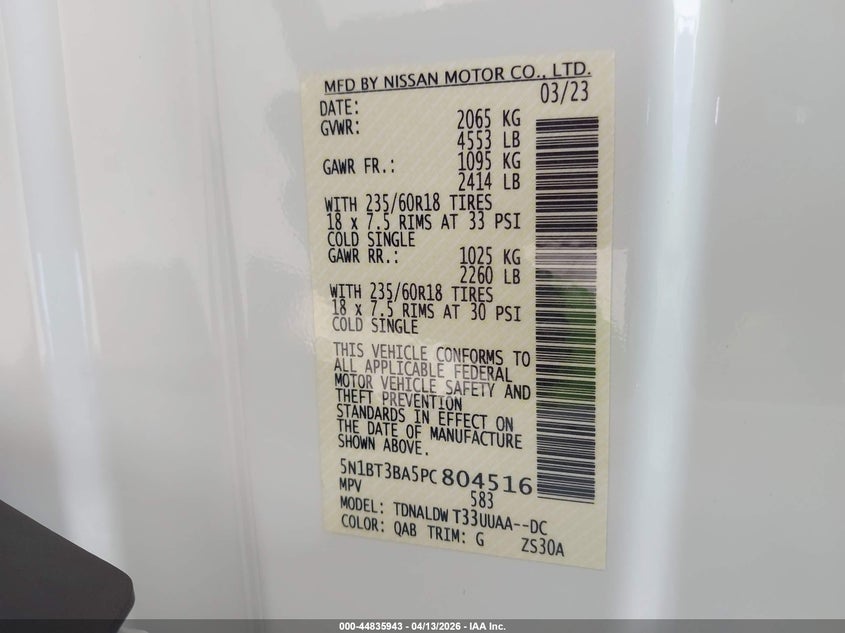 MFD BY NISSAN MOTOR CO., LTD.
DATE: 03/23
GVWR: 2065 KG
4553 LB
GAWR FR.: 1095 KG
2414 LB
WITH 235/60R18 TIRES
18 x 7.5 RIMS AT 33 PSI
COLD SINGLE
GAWR RR.: 1025 KG
2260 LB
WITH 235/60R18 TIRES
18 x 7.5 RIMS AT 30 PSI
COLD SINGLE
THIS VEHICLE CONFORMS TO
ALL APPLICABLE FEDERAL
MOTOR VEHICLE SAFETY AND
THEFT PREVENTION
STANDARDS IN EFFECT ON
THE DATE OF MANUFACTURE
SHOWN ABOVE.
5N1BT3BA5PC804516
MPV 583
MODEL: TDNALDW T33UUAA--DC
COLOR: QAB TRIM: G ZS30A
000-44835943 - 04/13/2026 - IAA Inc.